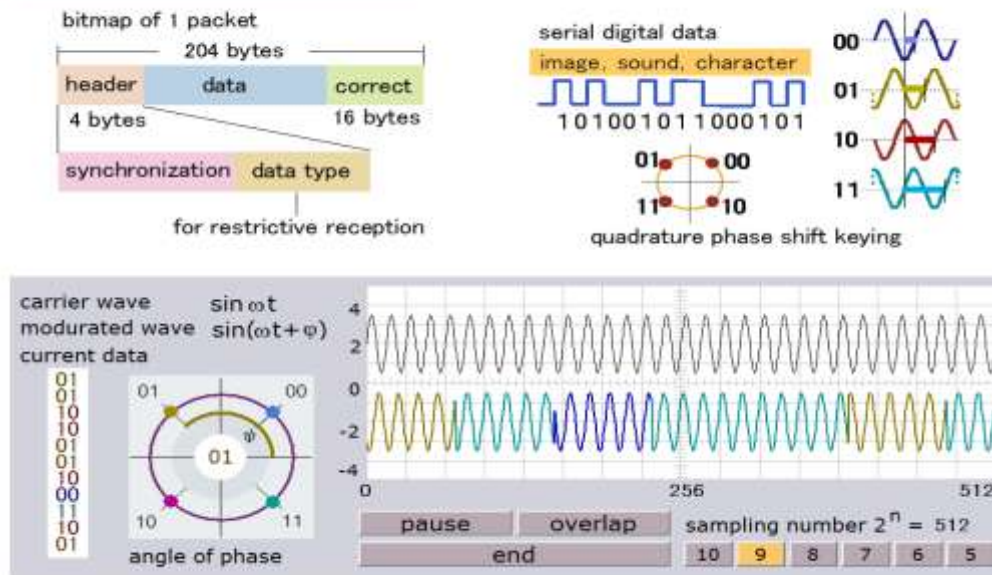 bitmap of 1 packet
204 bytes
header data correct
4 bytes 16 bytes
synchronization data type
for restrictive reception
serial digital data
image, sound, character
10100101 1000101
01 00
11 10
quadrature phase shift keying
00
01
10
11
carrier wave sin ωt
modurated wave sin(ωt+φ)
current data
01
01
10
10
01
01
10
00
11
10
01
01 00
ψ
01
10 11
angle of phase
4
2
0
-2
-4
0 256 512
pause overlap
end
sampling number 2^n = 512
10 9 8 7 6 5